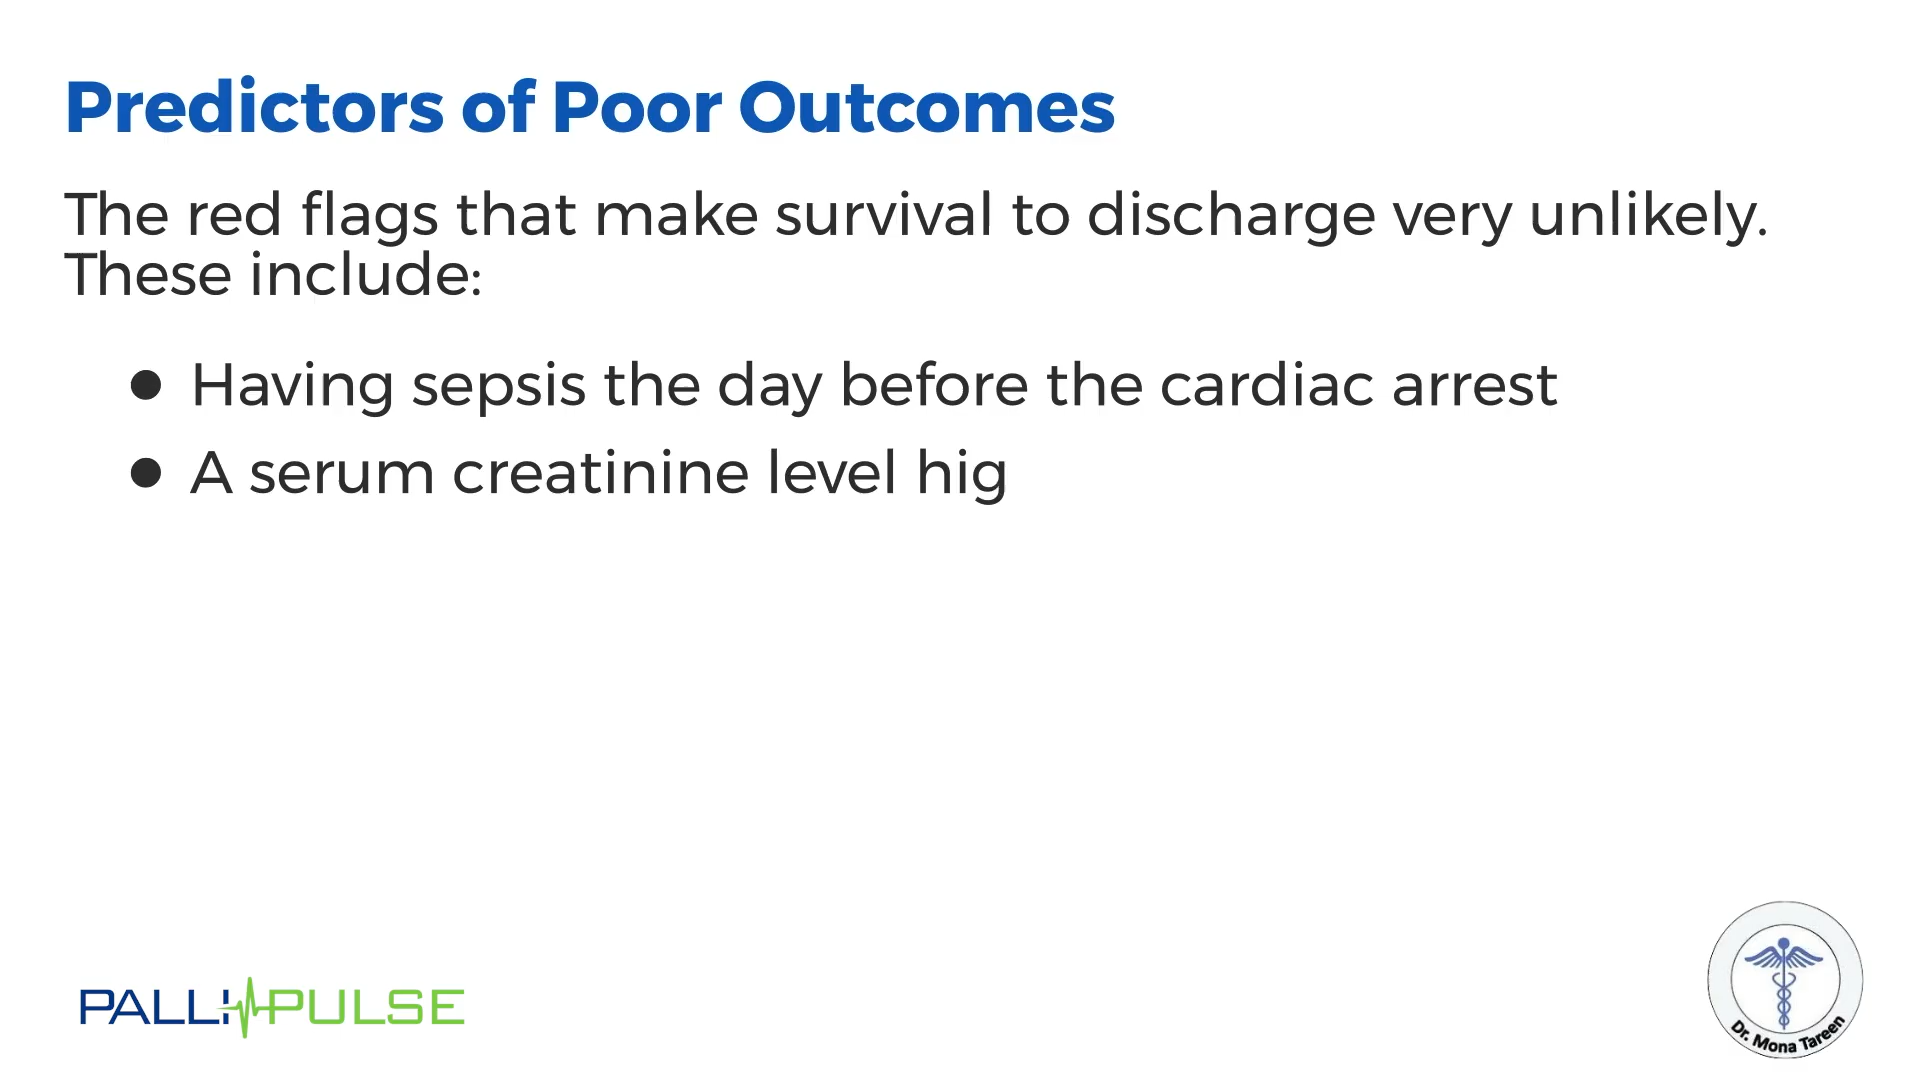 Predictors of Poor Outcomes
The red flags that make survival to discharge very unlikely.
These include:
● Having sepsis the day before the cardiac arrest
● A serum creatinine level hig
PALLIPULSE
Dr. Mona Tareen